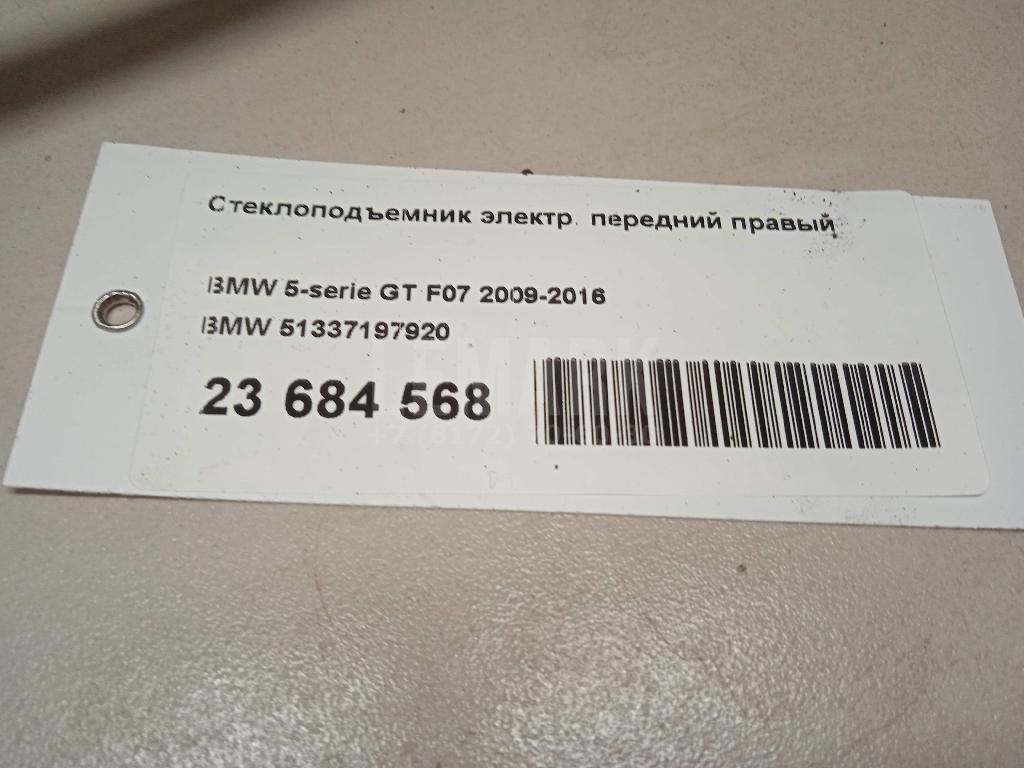 Стеклоподъемник электр. передний правый
BMW 5-serie GT F07 2009-2016
BMW 51337197920
23 684 568